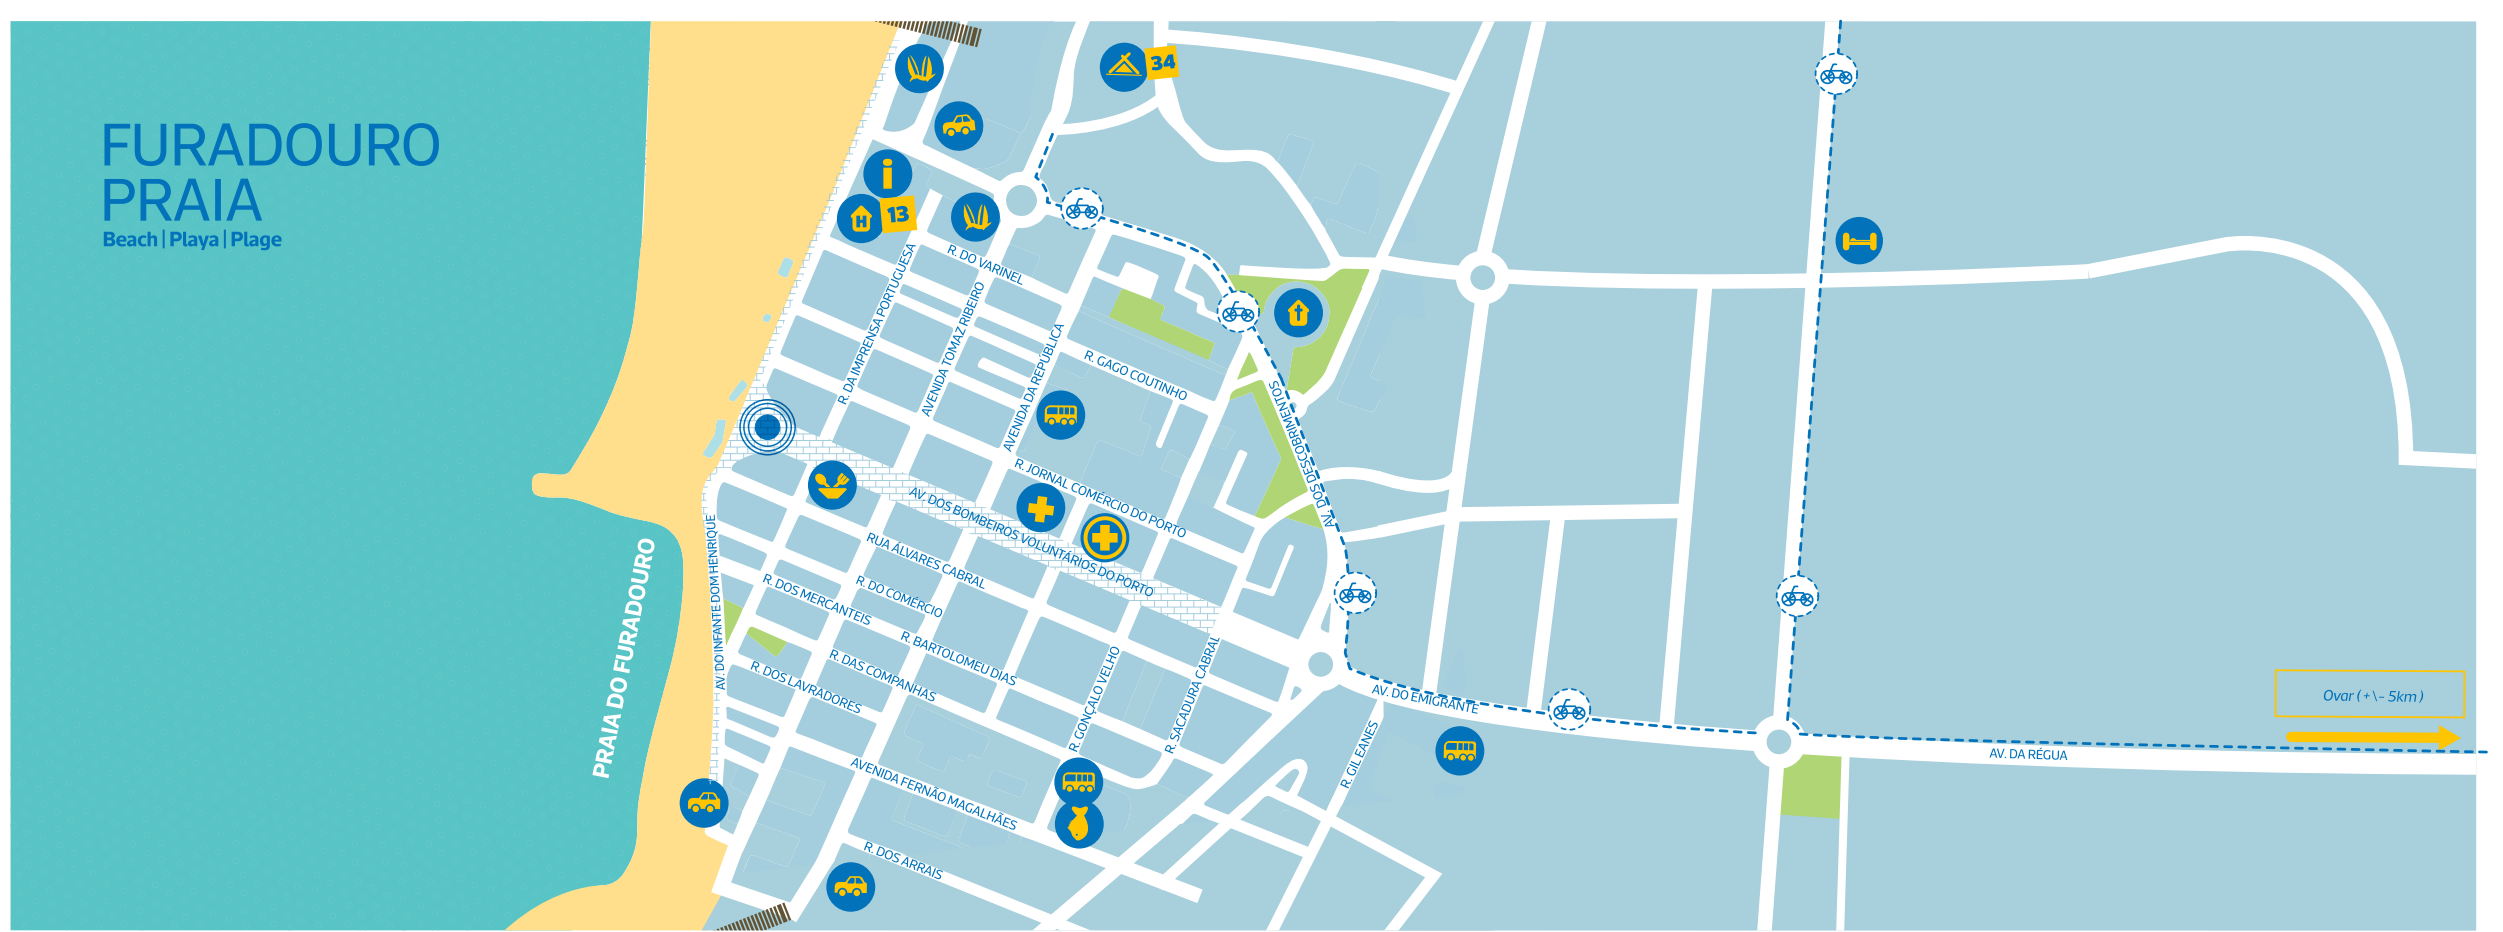 FURADOURO
PRAIA
Beach | Playa | Plage
34
i
H
13
R. DO VARINEL
R. DA IMPRENSA PORTUGUESA
AVENIDA TOMAZ RIBEIRO
AVENIDA DA REPÚBLICA
R. GAGO COUTINHO
AV. DOS DESCOBRIMENTOS
R. JORNAL COMÉRCIO DO PORTO
AV. DOS BOMBEIROS VOLUNTÁRIOS DO PORTO
RUA ÁLVARES CABRAL
R. DO COMÉRCIO
R. DOS MERCANTEIS
R. BARTOLOMEU DIAS
R. DAS COMPANHAS
R. DOS LAVRADORES
AV. DO INFANTE DOM HENRIQUE
PRAIA DO FURADOURO
R. GONÇALO VELHO
R. SACADURA CABRAL
AV. DO EMIGRANTE
R. GIL EANES
AVENIDA FERNÃO MAGALHÃES
R. DOS ARRAIS
AV. DA RÉGUA
Ovar (+\- 5km)